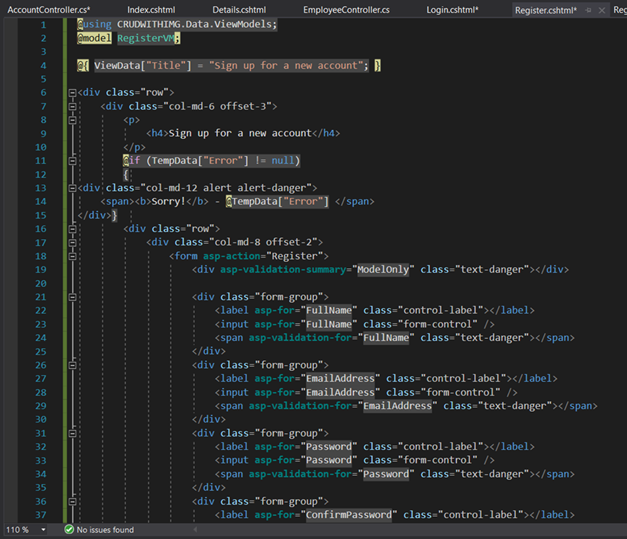 AccountController.cs* Index.cshtml Details.cshtml EmployeeController.cs Login.cshtml* Register.cshtml* Reg
1 @using CRUDWITHIMG.Data.ViewModels;
2 @model RegisterVM;
3
4 @{ ViewData["Title"] = "Sign up for a new account"; }
5
6 <div class="row">
7 <div class="col-md-6 offset-3">
8 <p>
9 <h4>Sign up for a new account</h4>
10 </p>
11 @if (TempData["Error"] != null)
12 {
13 <div class="col-md-12 alert alert-danger">
14 <span><b>Sorry!</b> - @TempData["Error"] </span>
15 </div>}
16 <div class="row">
17 <div class="col-md-8 offset-2">
18 <form asp-action="Register">
19 <div asp-validation-summary="ModelOnly" class="text-danger"></div>
20
21 <div class="form-group">
22 <label asp-for="FullName" class="control-label"></label>
23 <input asp-for="FullName" class="form-control" />
24 <span asp-validation-for="FullName" class="text-danger"></span>
25 </div>
26 <div class="form-group">
27 <label asp-for="EmailAddress" class="control-label"></label>
28 <input asp-for="EmailAddress" class="form-control" />
29 <span asp-validation-for="EmailAddress" class="text-danger"></span>
30 </div>
31 <div class="form-group">
32 <label asp-for="Password" class="control-label"></label>
33 <input asp-for="Password" class="form-control" />
34 <span asp-validation-for="Password" class="text-danger"></span>
35 </div>
36 <div class="form-group">
37 <label asp-for="ConfirmPassword" class="control-label"></label>
110 % No issues found